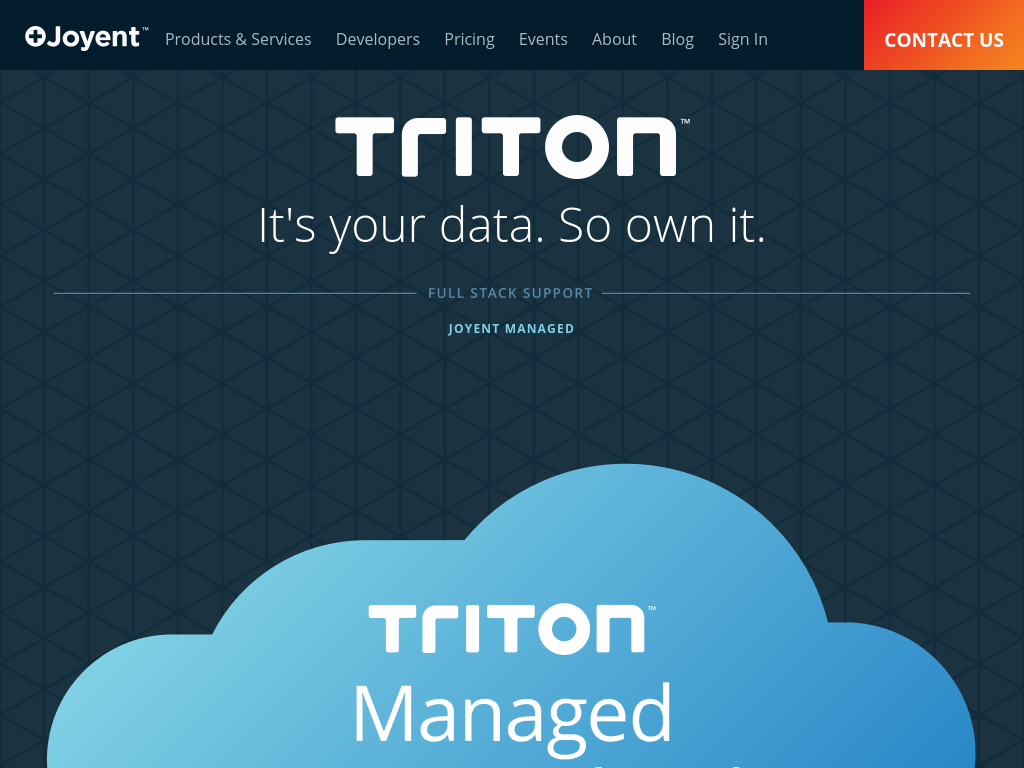 Joyent™
Products & Services
Developers
Pricing
Events
About
Blog
Sign In
CONTACT US
TRITON™
It's your data. So own it.
FULL STACK SUPPORT
JOYENT MANAGED
TRITON™
Managed